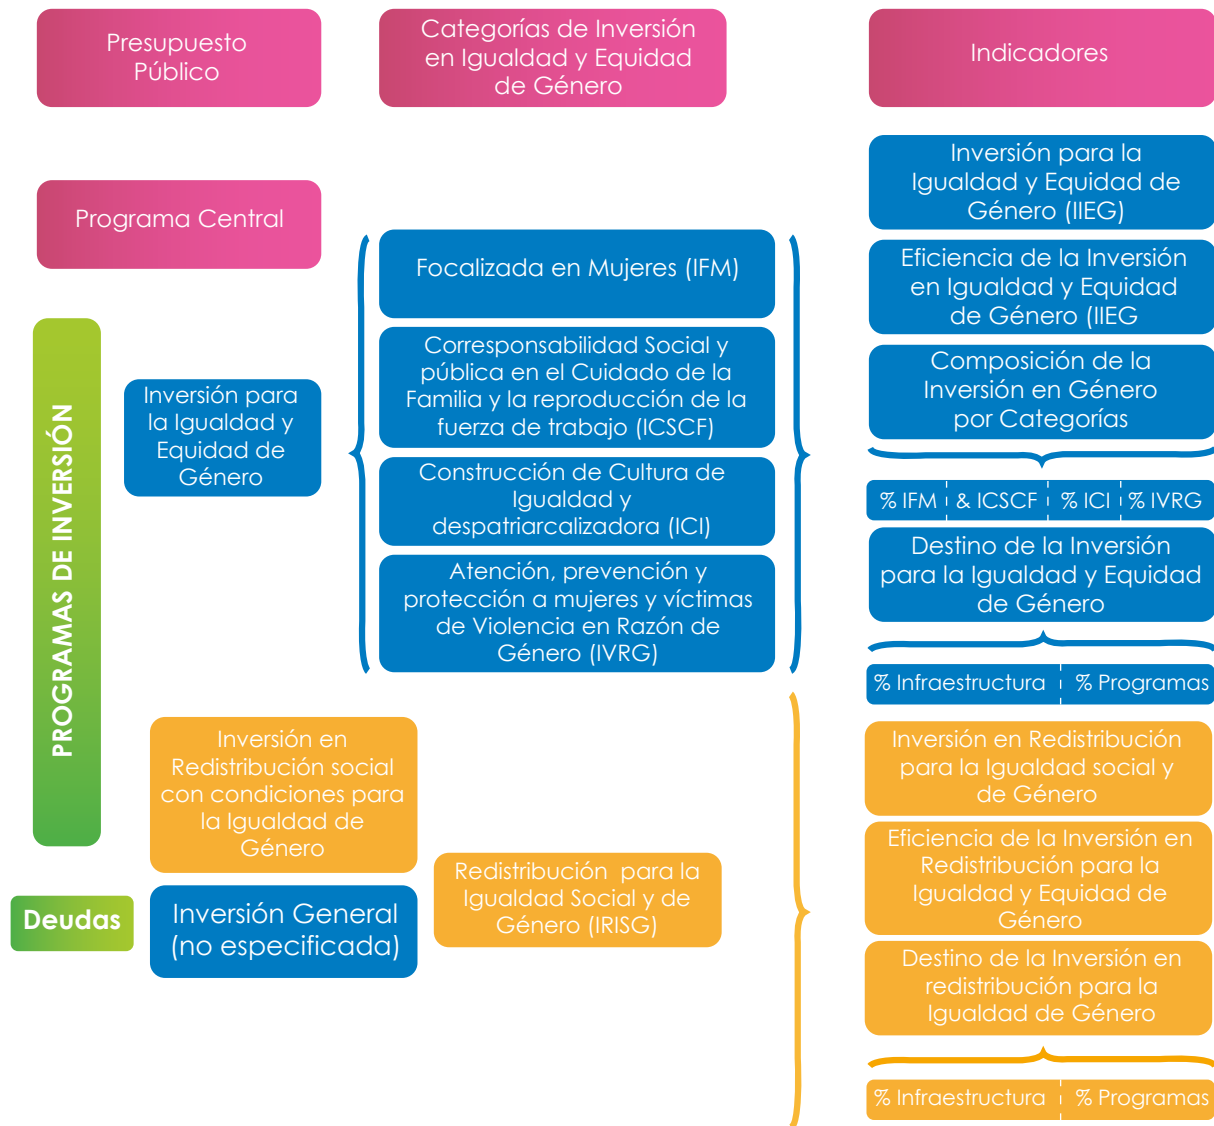 Presupuesto
Público
Categorías de Inversión
en Igualdad y Equidad
de Género
Indicadores
Programa Central
PROGRAMAS DE INVERSIÓN
Inversión para
la Igualdad y
Equidad de
Género
Focalizada en Mujeres (IFM)
Corresponsabilidad Social y
pública en el Cuidado de la
Familia y la reproducción de la
fuerza de trabajo (ICSCF)
Construcción de Cultura de
Igualdad y
despatriarcalizadora (ICI)
Atención, prevención y
protección a mujeres y víctimas
de Violencia en Razón de
Género (IVRG)
Inversión para la
Igualdad y Equidad de
Género (IIEG)
Eficiencia de la Inversión
en Igualdad y Equidad
de Género (IIEG
Composición de la
Inversión en Género
por Categorías
% IFM & ICSCF % ICI % IVRG
Destino de la Inversión
para la Igualdad y Equidad
de Género
% Infraestructura % Programas
Inversión en
Redistribución social
con condiciones para
la Igualdad de
Género
Deudas
Inversión General
(no especificada)
Redistribución para la
Igualdad Social y de
Género (IRISG)
Inversión en Redistribución
para la Igualdad social y
de Género
Eficiencia de la Inversión en
Redistribución para la
Igualdad y Equidad de
Género
Destino de la Inversión en
redistribución para la
Igualdad de Género
% Infraestructura % Programas